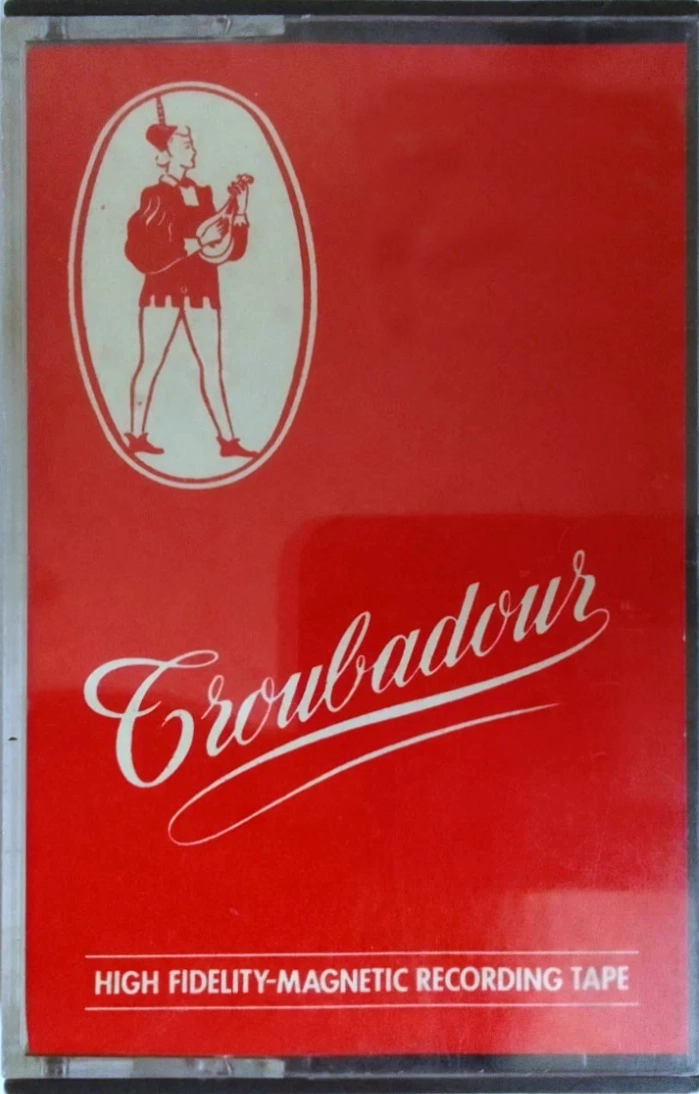 Troubadour
HIGH FIDELITY-MAGNETIC RECORDING TAPE